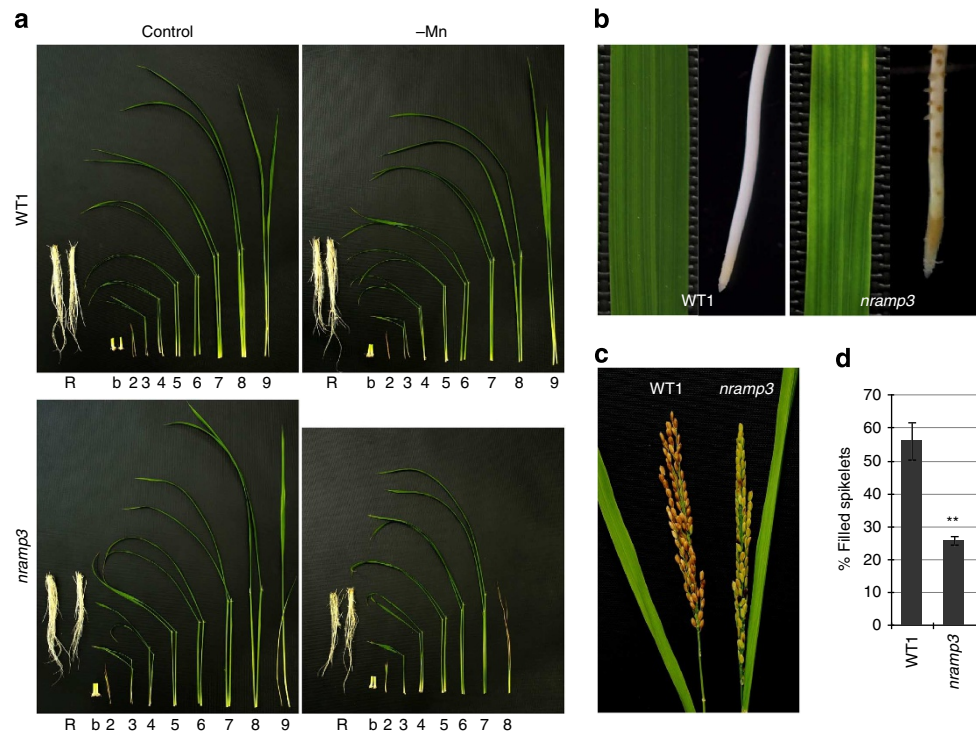 a
Control
–Mn
WT1
R b 2 3 4 5 6 7 8 9
R b 2 3 4 5 6 7 8 9
nramp3
R b 2 3 4 5 6 7 8 9
R b 2 3 4 5 6 7 8
b
WT1
nramp3
c
WT1
nramp3
d
% Filled spikelets
70
60
50
40
30
20
10
0
**
WT1
nramp3